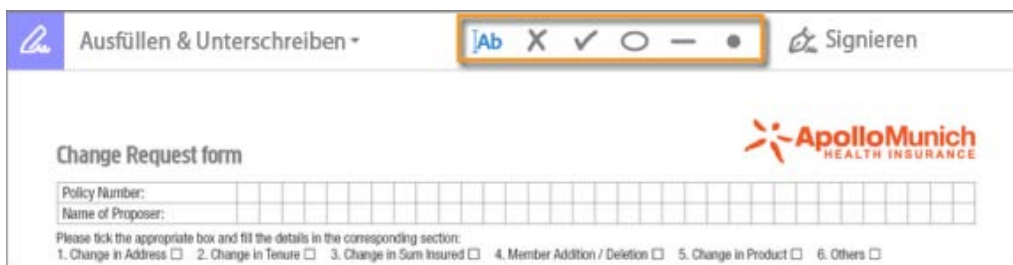 Ausfüllen & Unterschreiben
Ab
Signieren
ApolloMunich
HEALTH INSURANCE
Change Request form
Policy Number:
Name of Proposer:
Please tick the appropriate box and fill the details in the corresponding section:
1. Change in Address ☐ 2. Change in Tenure ☐ 3. Change in Sum Insured ☐ 4. Member Addition / Deletion ☐ 5. Change in Product ☐ 6. Others ☐